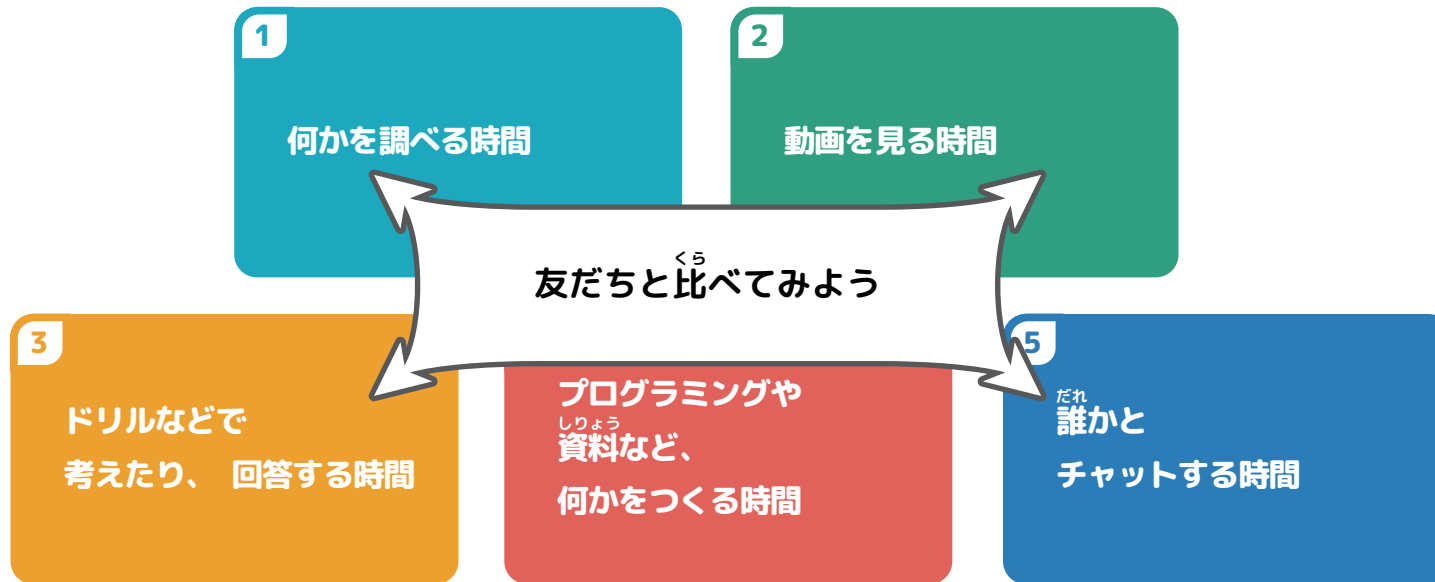 1
何かを調べる時間
2
動画を見る時間
くら
友だちと比べてみよう
3
ドリルなどで
考えたり、 回答する時間
プログラミングや
しりょう
資料など、
何かをつくる時間
5
だれ
誰かと
チャットする時間